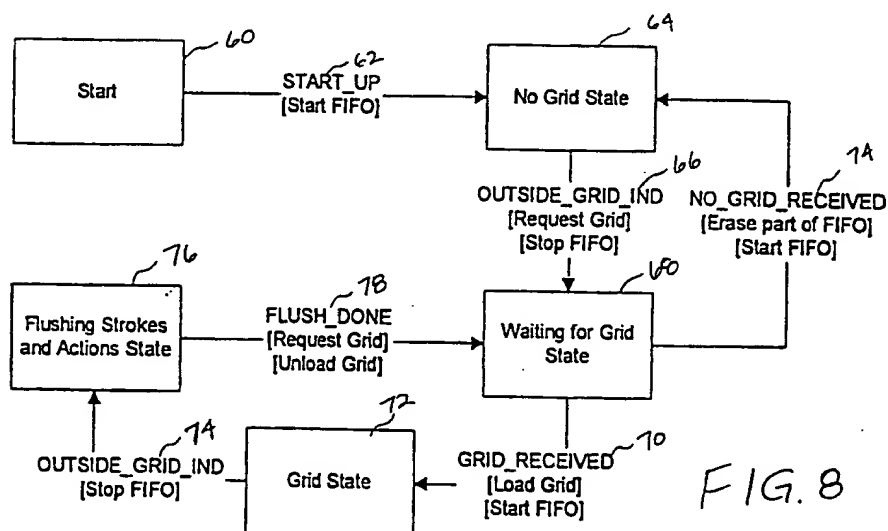 60
Start
62
START_UP
[Start FIFO]
64
No Grid State
66
OUTSIDE_GRID_IND
[Request Grid]
[Stop FIFO]
74
NO_GRID_RECEIVED
[Erase part of FIFO]
[Start FIFO]
76
Flushing Strokes
and Actions State
78
FLUSH_DONE
[Request Grid]
[Unload Grid]
68
Waiting for Grid
State
74
OUTSIDE_GRID_IND
[Stop FIFO]
72
Grid State
70
GRID_RECEIVED
[Load Grid]
[Start FIFO]
FIG. 8